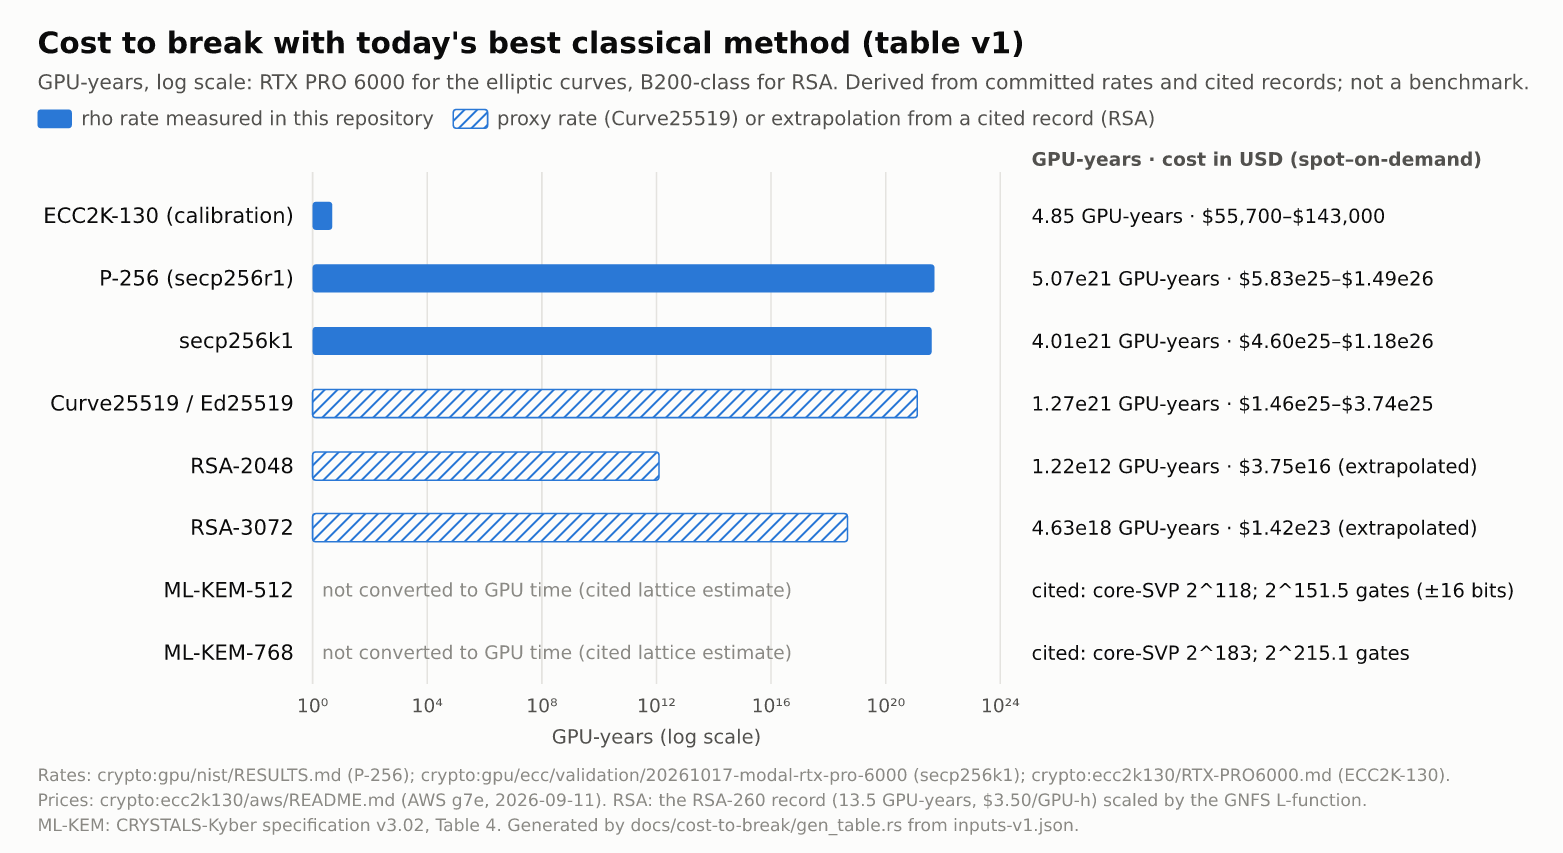 Cost to break with today's best classical method (table v1)
GPU-years, log scale: RTX PRO 6000 for the elliptic curves, B200-class for RSA. Derived from committed rates and cited records; not a benchmark.
rho rate measured in this repository
proxy rate (Curve25519) or extrapolation from a cited record (RSA)
GPU-years · cost in USD (spot–on-demand)
ECC2K-130 (calibration) 4.85 GPU-years · $55,700–$143,000
P-256 (secp256r1) 5.07e21 GPU-years · $5.83e25–$1.49e26
secp256k1 4.01e21 GPU-years · $4.60e25–$1.18e26
Curve25519 / Ed25519 1.27e21 GPU-years · $1.46e25–$3.74e25
RSA-2048 1.22e12 GPU-years · $3.75e16 (extrapolated)
RSA-3072 4.63e18 GPU-years · $1.42e23 (extrapolated)
ML-KEM-512 not converted to GPU time (cited lattice estimate) cited: core-SVP 2^118; 2^151.5 gates (±16 bits)
ML-KEM-768 not converted to GPU time (cited lattice estimate) cited: core-SVP 2^183; 2^215.1 gates
10⁰ 10⁴ 10⁸ 10¹² 10¹⁶ 10²⁰ 10²⁴
GPU-years (log scale)
Rates: crypto:gpu/nist/RESULTS.md (P-256); crypto:gpu/ecc/validation/20261017-modal-rtx-pro-6000 (secp256k1); crypto:ecc2k130/RTX-PRO6000.md (ECC2K-130).
Prices: crypto:ecc2k130/aws/README.md (AWS g7e, 2026-09-11). RSA: the RSA-260 record (13.5 GPU-years, $3.50/GPU-h) scaled by the GNFS L-function.
ML-KEM: CRYSTALS-Kyber specification v3.02, Table 4. Generated by docs/cost-to-break/gen_table.rs from inputs-v1.json.